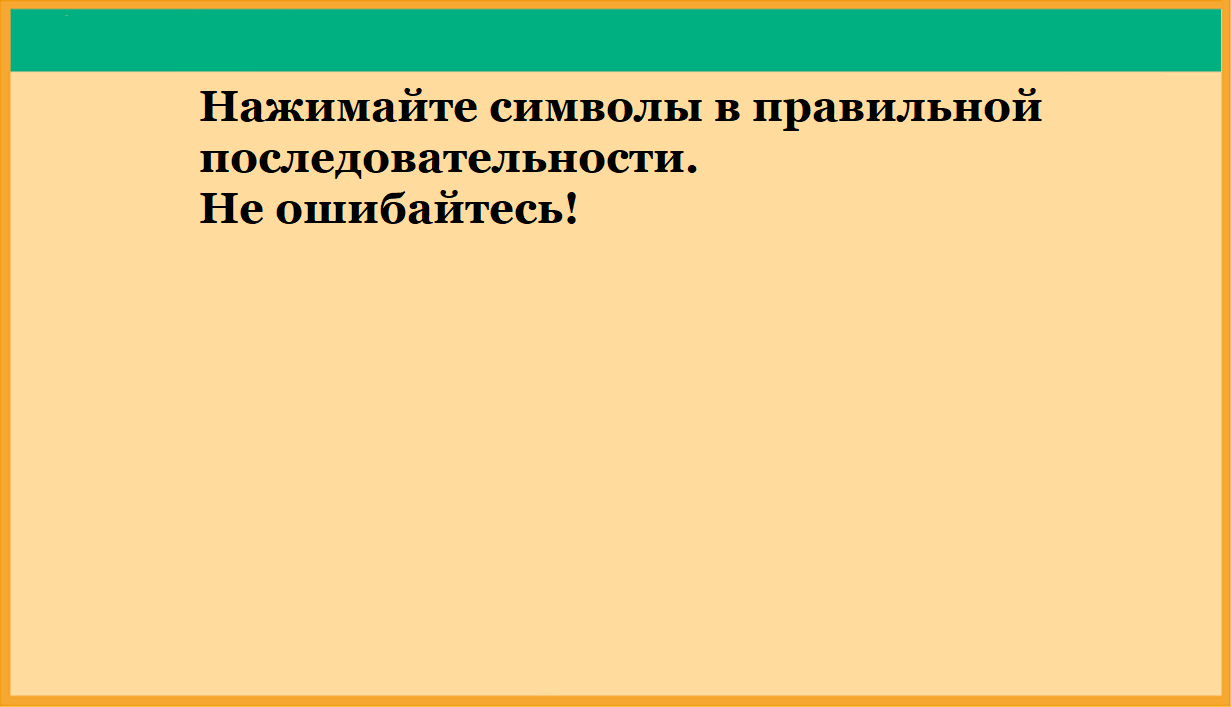 Нажимайте символы в правильной
последовательности.
Не ошибайтесь!